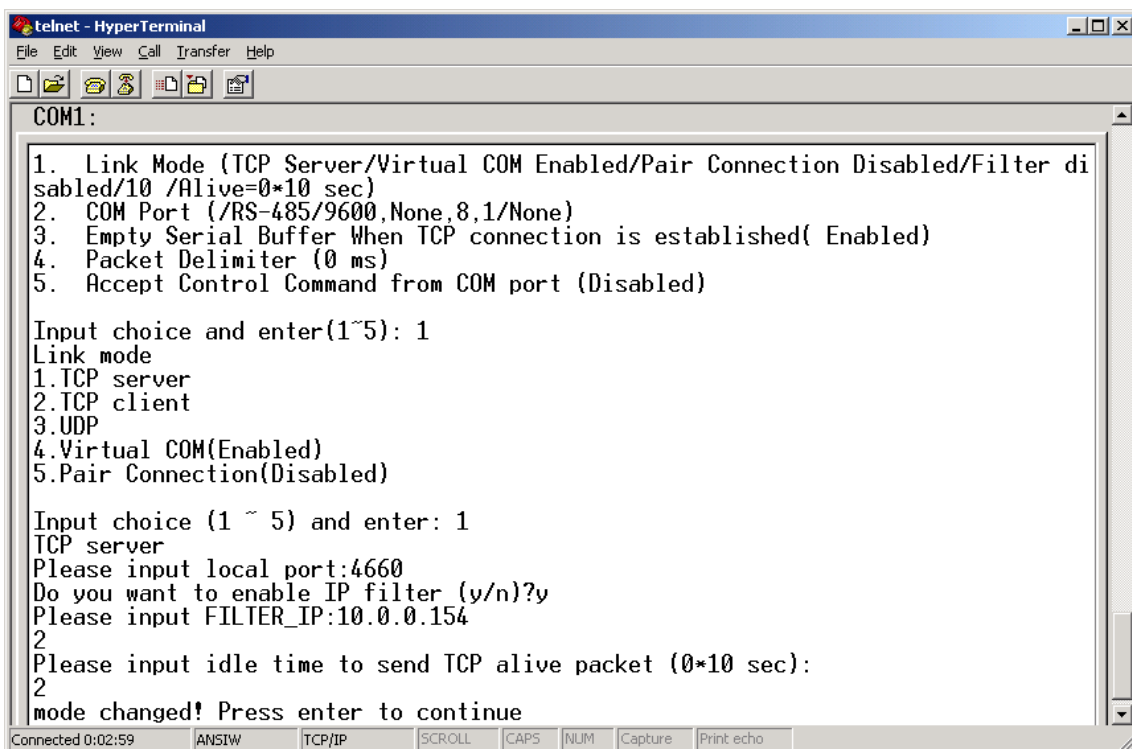 telnet - HyperTerminal
File Edit View Call Transfer Help
COM1:
1.  Link Mode (TCP Server/Virtual COM Enabled/Pair Connection Disabled/Filter di
sabled/10 /Alive=0*10 sec)
2.  COM Port (/RS-485/9600,None,8,1/None)
3.  Empty Serial Buffer When TCP connection is established( Enabled)
4.  Packet Delimiter (0 ms)
5.  Accept Control Command from COM port (Disabled)
Input choice and enter(1~5): 1
Link mode
1.TCP server
2.TCP client
3.UDP
4.Virtual COM(Enabled)
5.Pair Connection(Disabled)
Input choice (1 ~ 5) and enter: 1
TCP server
Please input local port:4660
Do you want to enable IP filter (y/n)?y
Please input FILTER_IP:10.0.0.154
2
Please input idle time to send TCP alive packet (0*10 sec):
2
mode changed! Press enter to continue
Connected 0:02:59 ANSIW TCP/IP SCROLL CAPS NUM Capture Print echo